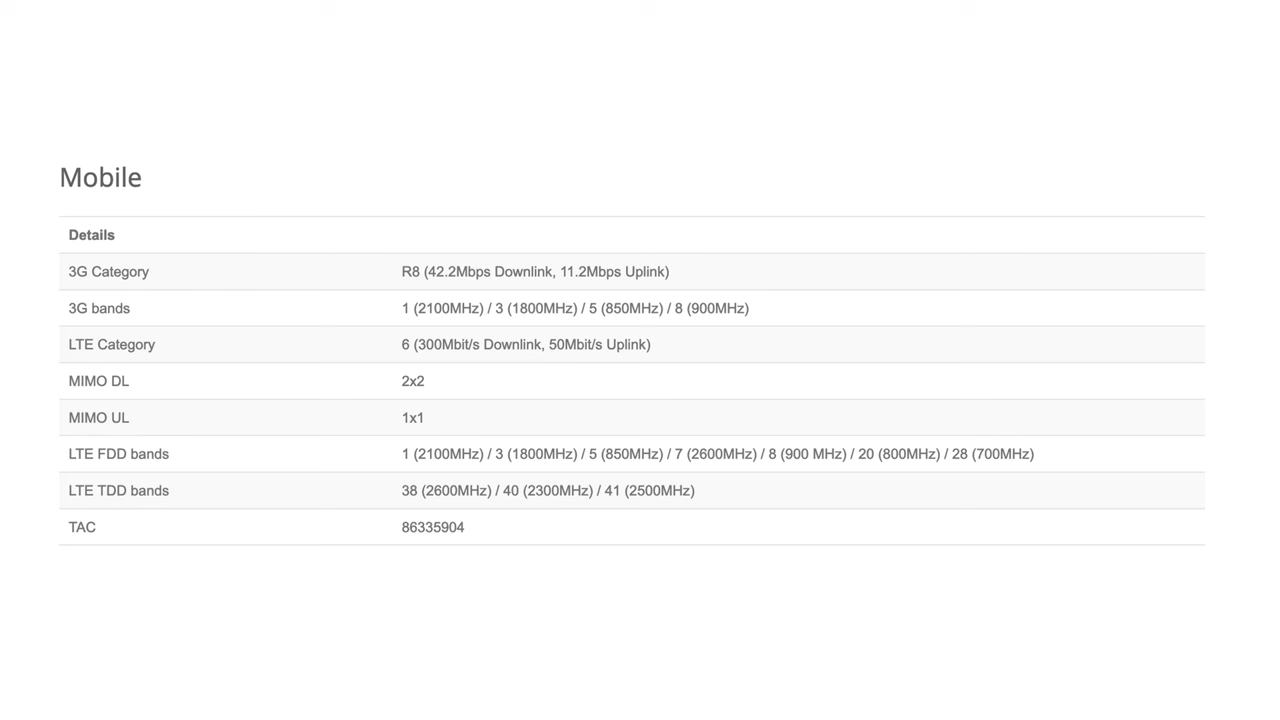 Mobile
Details
3G Category R8 (42.2Mbps Downlink, 11.2Mbps Uplink)
3G bands 1 (2100MHz) / 3 (1800MHz) / 5 (850MHz) / 8 (900MHz)
LTE Category 6 (300Mbit/s Downlink, 50Mbit/s Uplink)
MIMO DL 2x2
MIMO UL 1x1
LTE FDD bands 1 (2100MHz) / 3 (1800MHz) / 5 (850MHz) / 7 (2600MHz) / 8 (900 MHz) / 20 (800MHz) / 28 (700MHz)
LTE TDD bands 38 (2600MHz) / 40 (2300MHz) / 41 (2500MHz)
TAC 86335904